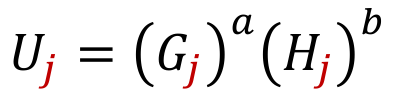 U_j = (G_j)^a (H_j)^b